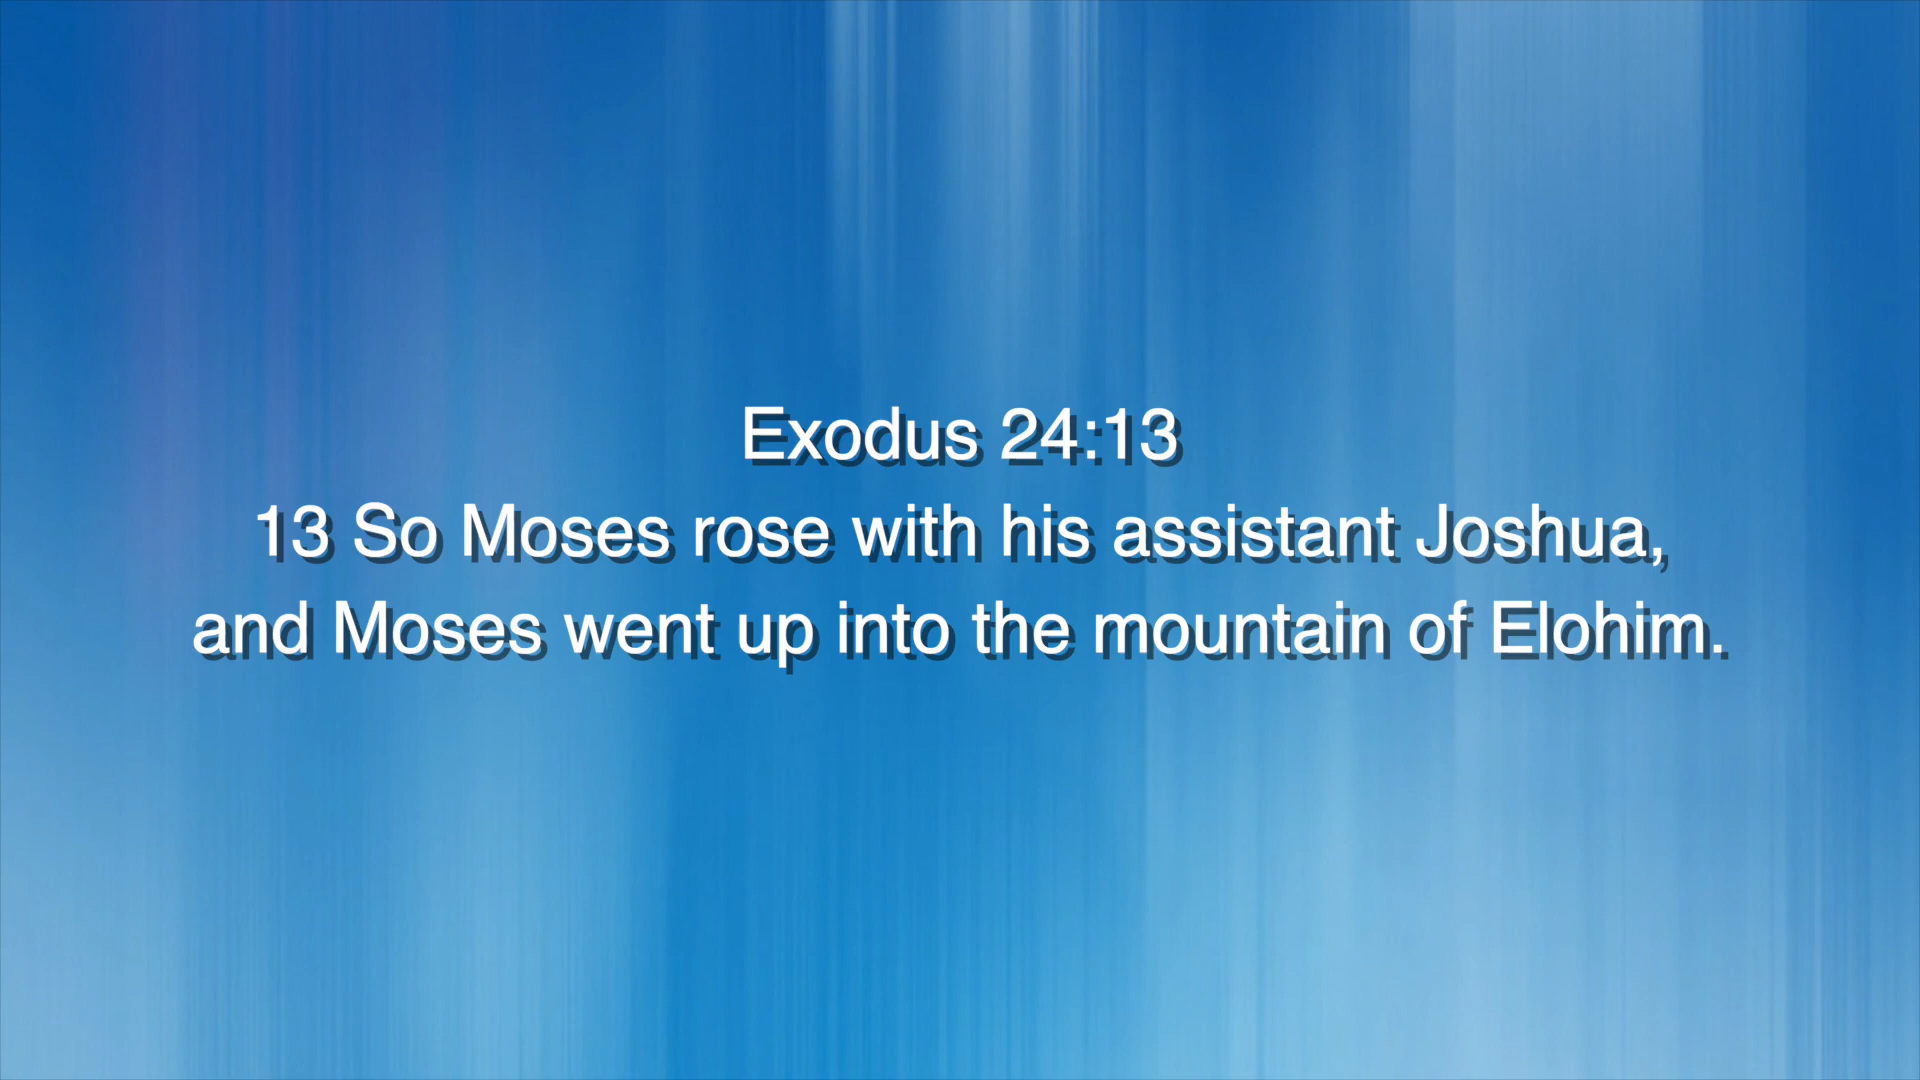 Exodus 24:13
13 So Moses rose with his assistant Joshua,
and Moses went up into the mountain of Elohim.